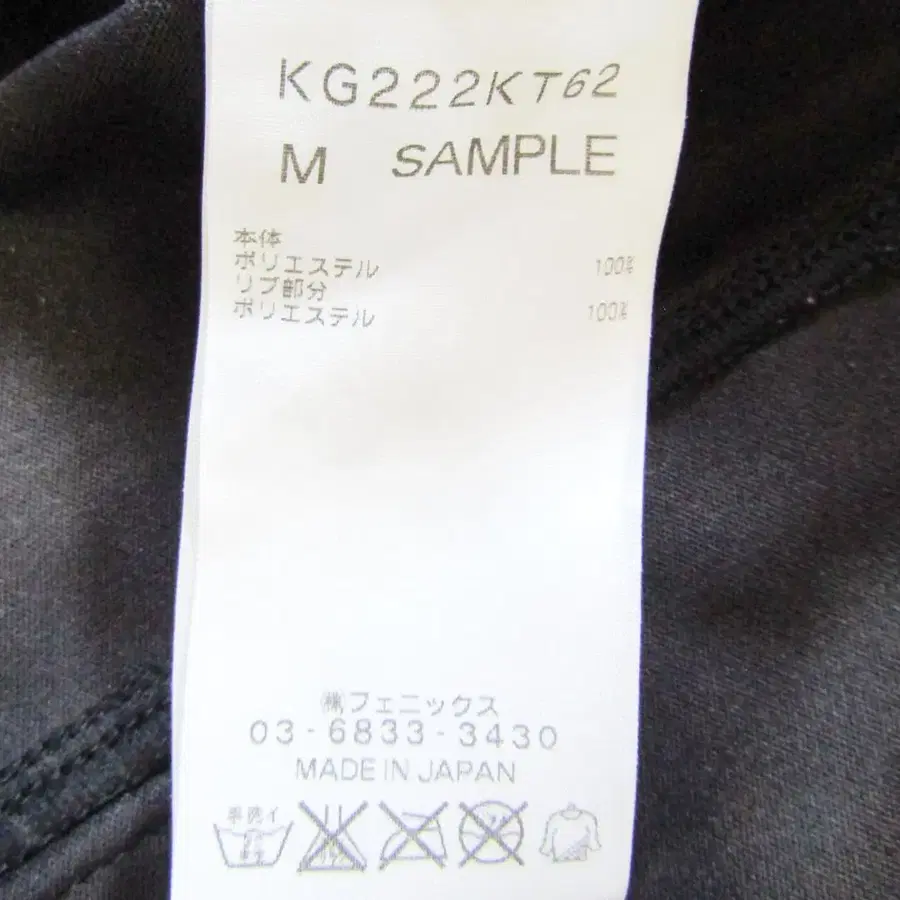 KG222KT62
M SAMPLE
本体
ポリエステル 100%
リブ部分
ポリエステル 100%
㈱フェニックス
03-6833-3430
MADE IN JAPAN
手洗イ